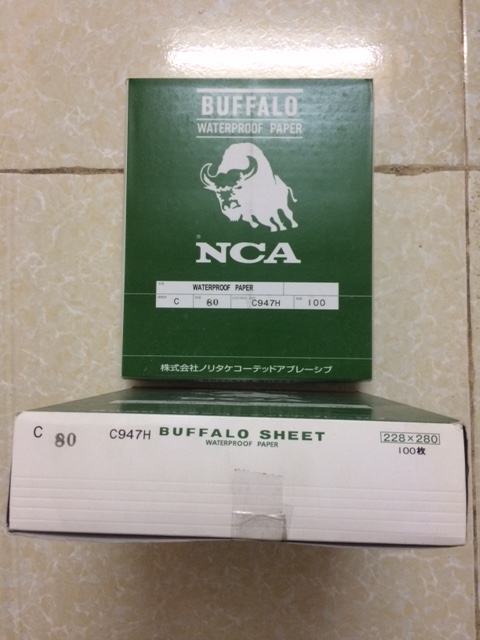 BUFFALO
WATERPROOF PAPER
®
NCA
WATERPROOF PAPER
C 80 C947H 100
株式会社ノリタケコーテッドアブレーシブ
C 80 C947H BUFFALO SHEET 228×280
WATERPROOF PAPER 100枚